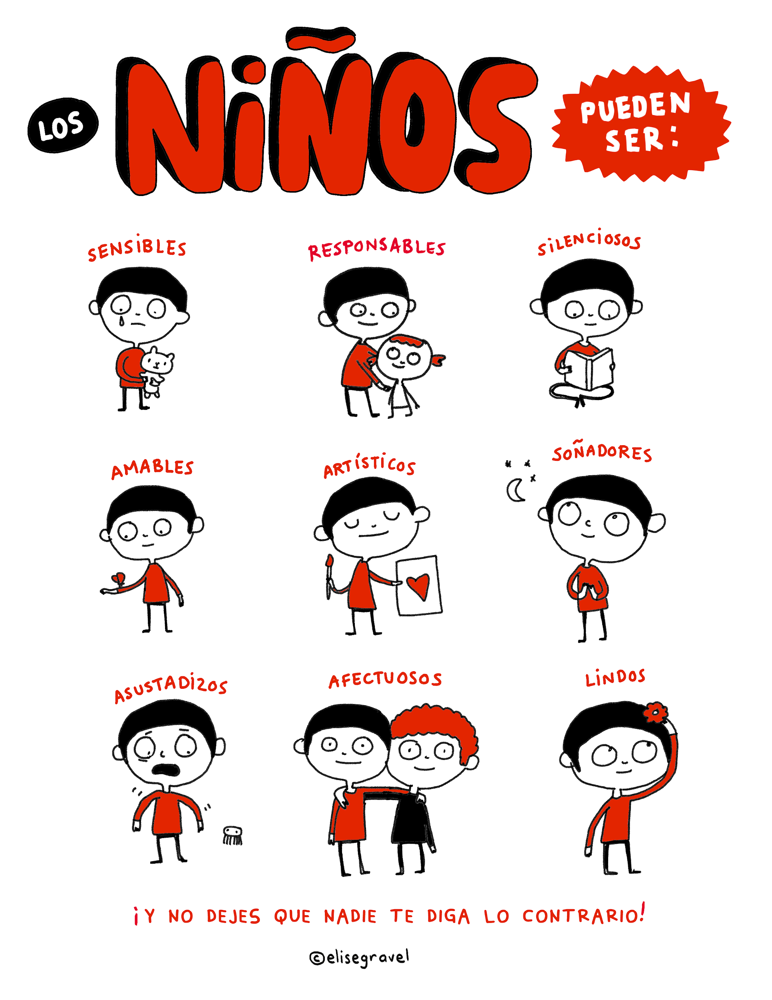 LOS
NiÑOS
PUEDEN
SER:
SENSiBLES
RESPONSABLES
SiLENCiOSOS
AMABLES
ARTíSTiCOS
SOÑADORES
ASUSTADiZOS
AFECTUOSOS
LiNDOS
¡Y NO DEJES QUE NADIE TE DIGA LO CONTRARIO!
©elisegravel